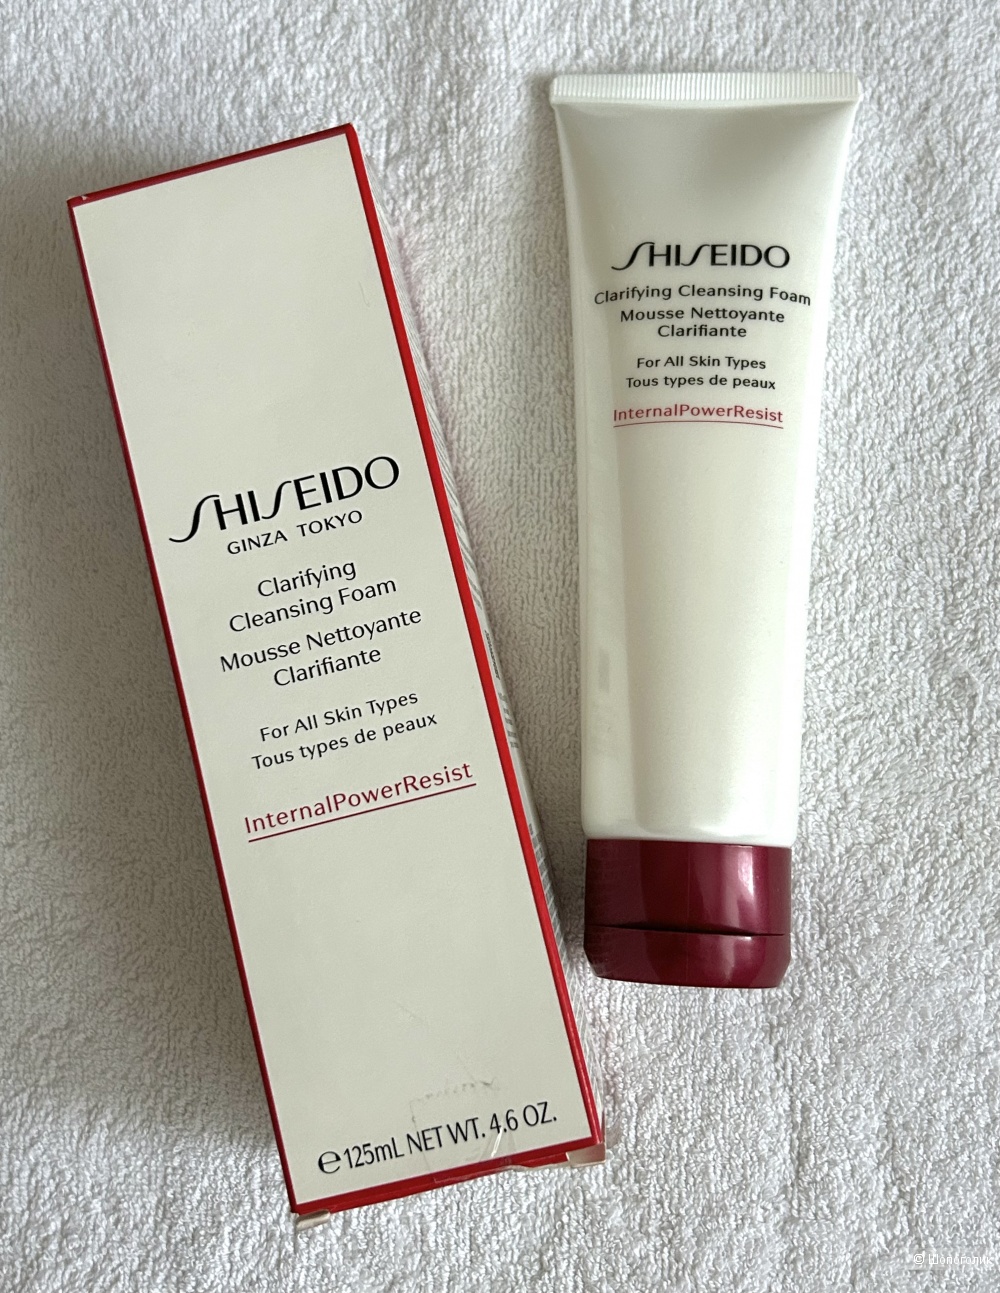 SHISEIDO
GINZA TOKYO
Clarifying
Cleansing Foam
Mousse Nettoyante
Clarifiante
For All Skin Types
Tous types de peaux
InternalPowerResist
℮125mL NET WT. 4.6 OZ.
SHISEIDO
Clarifying Cleansing Foam
Mousse Nettoyante
Clarifiante
For All Skin Types
Tous types de peaux
InternalPowerResist
© Шопоголик